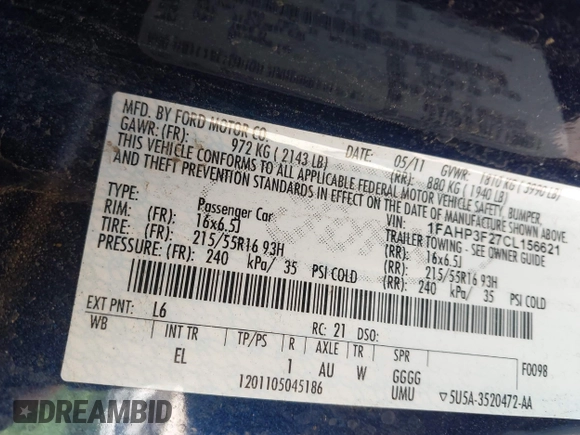 MFD. BY FORD MOTOR CO.
DATE: 05/11 GVWR: 1810 KG ( 3990 LB)
GAWR: (FR): 972 KG ( 2143 LB) (RR): 880 KG ( 1940 LB)
THIS VEHICLE CONFORMS TO ALL APPLICABLE FEDERAL MOTOR VEHICLE SAFETY, BUMPER,
AND THEFT PREVENTION STANDARDS IN EFFECT ON THE DATE OF MANUFACTURE SHOWN ABOVE.
VIN: 1FAHP3F27CL156621
TYPE: Passenger Car TRAILER TOWING - SEE OWNER GUIDE
RIM: (FR): 16x6.5J (RR): 16x6.5J
TIRE: (FR): 215/55R16 93H (RR): 215/55R16 93H
PRESSURE: (FR): 240 kPa/ 35 PSI COLD (RR): 240 kPa/ 35 PSI COLD
EXT PNT: L6 RC: 21 DSO:
F0098
WB INT TR TP/PS R AXLE TR SPR
EL 1 AU W GGGG
UMU
1201105045186 ▽5U5A-3520472-AA
DREAMBID